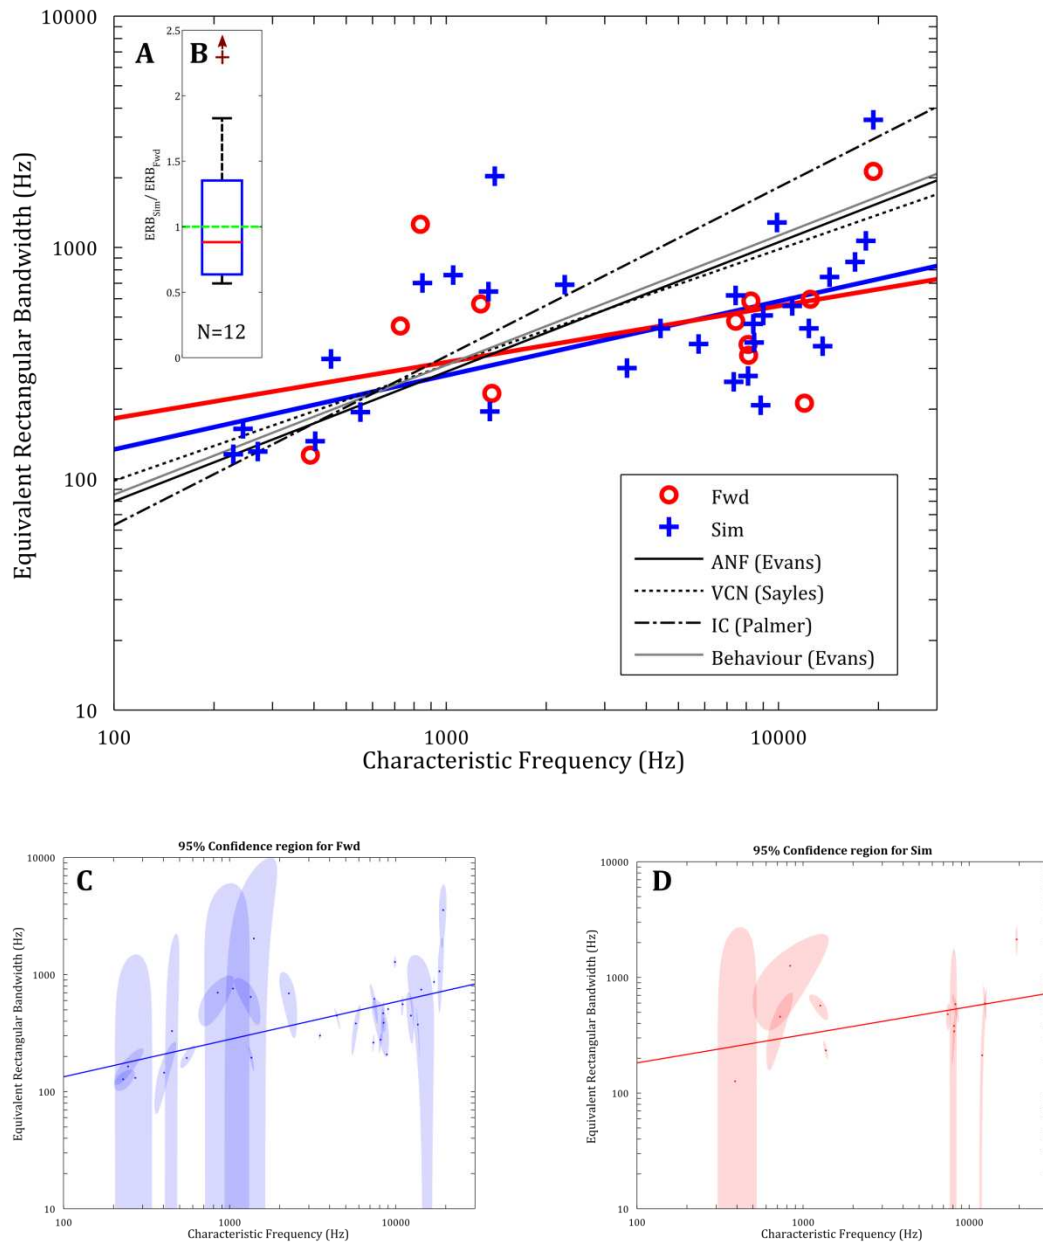 A
B
2.5
2
1.5
1
0.5
0
ERB_Sim/ ERB_Fwd
N=12
10000
1000
100
10
Equivalent Rectangular Bandwidth (Hz)
100
1000
10000
Characteristic Frequency (Hz)
Fwd
Sim
ANF (Evans)
VCN (Sayles)
IC (Palmer)
Behaviour (Evans)
95% Confidence region for Fwd
C
10000
1000
100
10
Equivalent Rectangular Bandwidth (Hz)
100
1000
10000
Characteristic Frequency (Hz)
95% Confidence region for Sim
D
10000
1000
100
10
Equivalent Rectangular Bandwidth (Hz)
100
1000
10000
Characteristic Frequency (Hz)